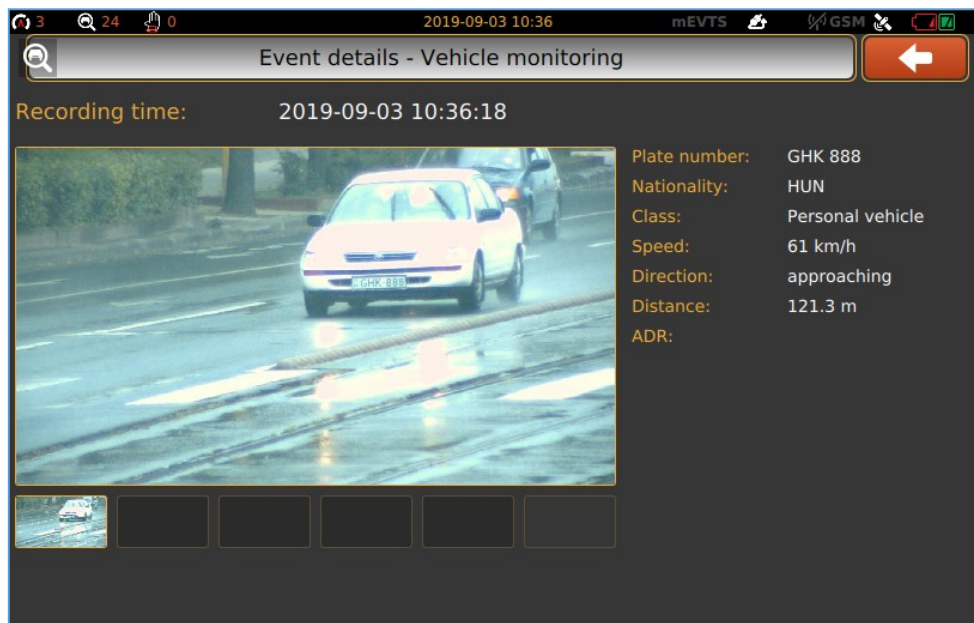 3 24 0 2019-09-03 10:36 mEVTS GSM
Event details - Vehicle monitoring
Recording time: 2019-09-03 10:36:18
Plate number: GHK 888
Nationality: HUN
Class: Personal vehicle
Speed: 61 km/h
Direction: approaching
Distance: 121.3 m
ADR:
GHK-888